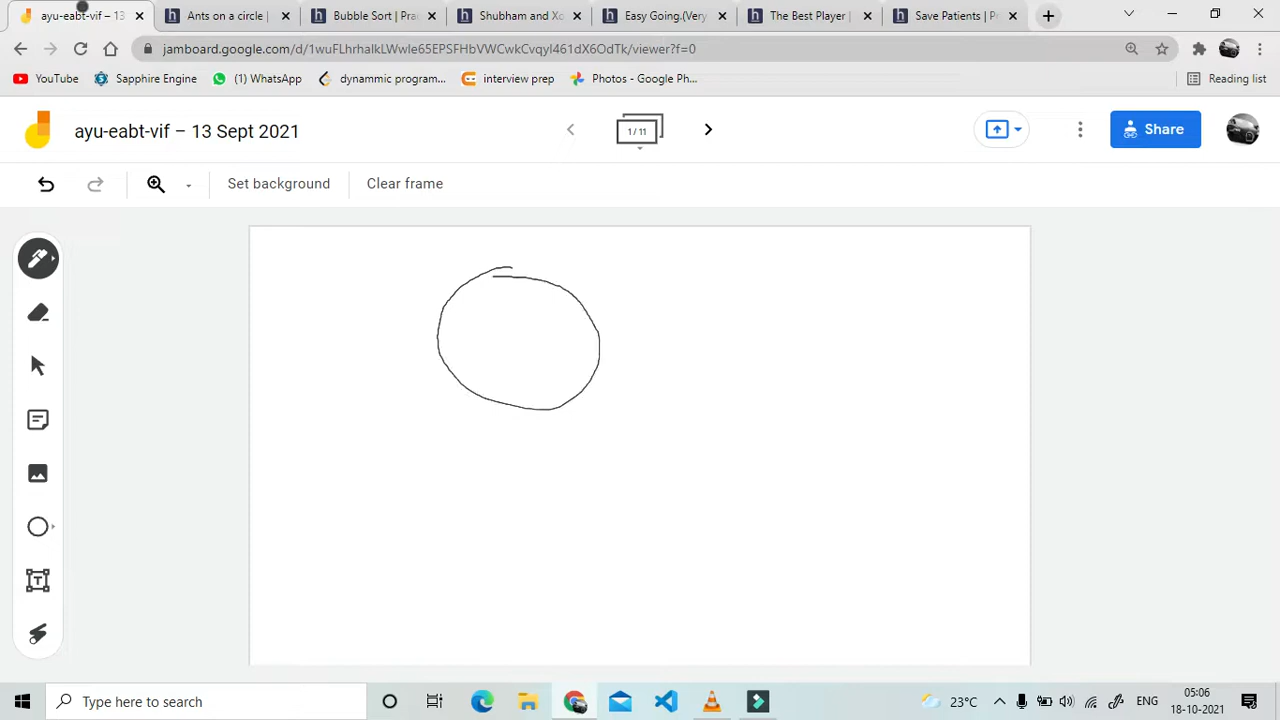 ayu-eabt-vif – 13
Ants on a circle |
Bubble Sort | Pra
Shubham and Xo
Easy Going.(Very
The Best Player |
Save Patients | P
jamboard.google.com/d/1wuFLhrhalkLWwle65EPSFHbVWCwkCvqyl461dX6OdTk/viewer?f=0
YouTube
Sapphire Engine
(1) WhatsApp
dynammic program...
interview prep
Photos - Google Ph...
Reading list
ayu-eabt-vif – 13 Sept 2021
1 / 11
Share
Set background
Clear frame
Type here to search
23°C
ENG
05:06
18-10-2021